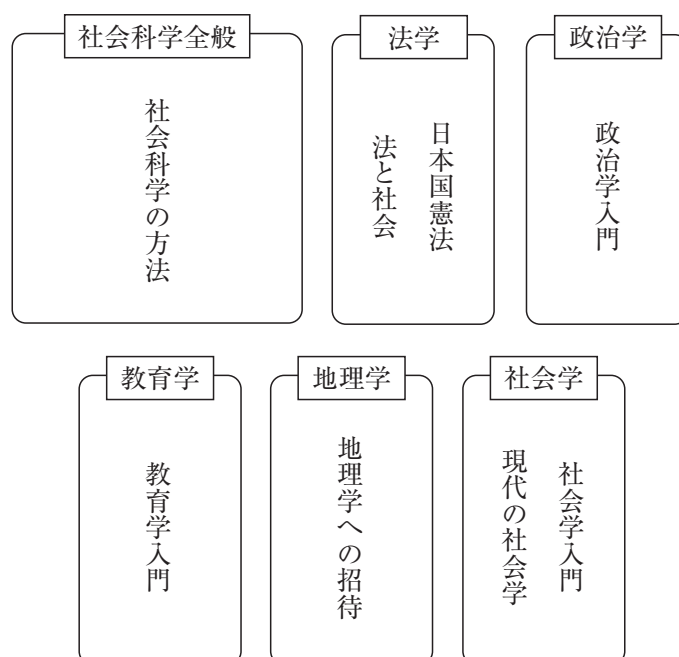 社会科学全般
社会科学の方法
法学
日本国憲法
法と社会
政治学
政治学入門
教育学
教育学入門
地理学
地理学への招待
社会学
社会学入門
現代の社会学